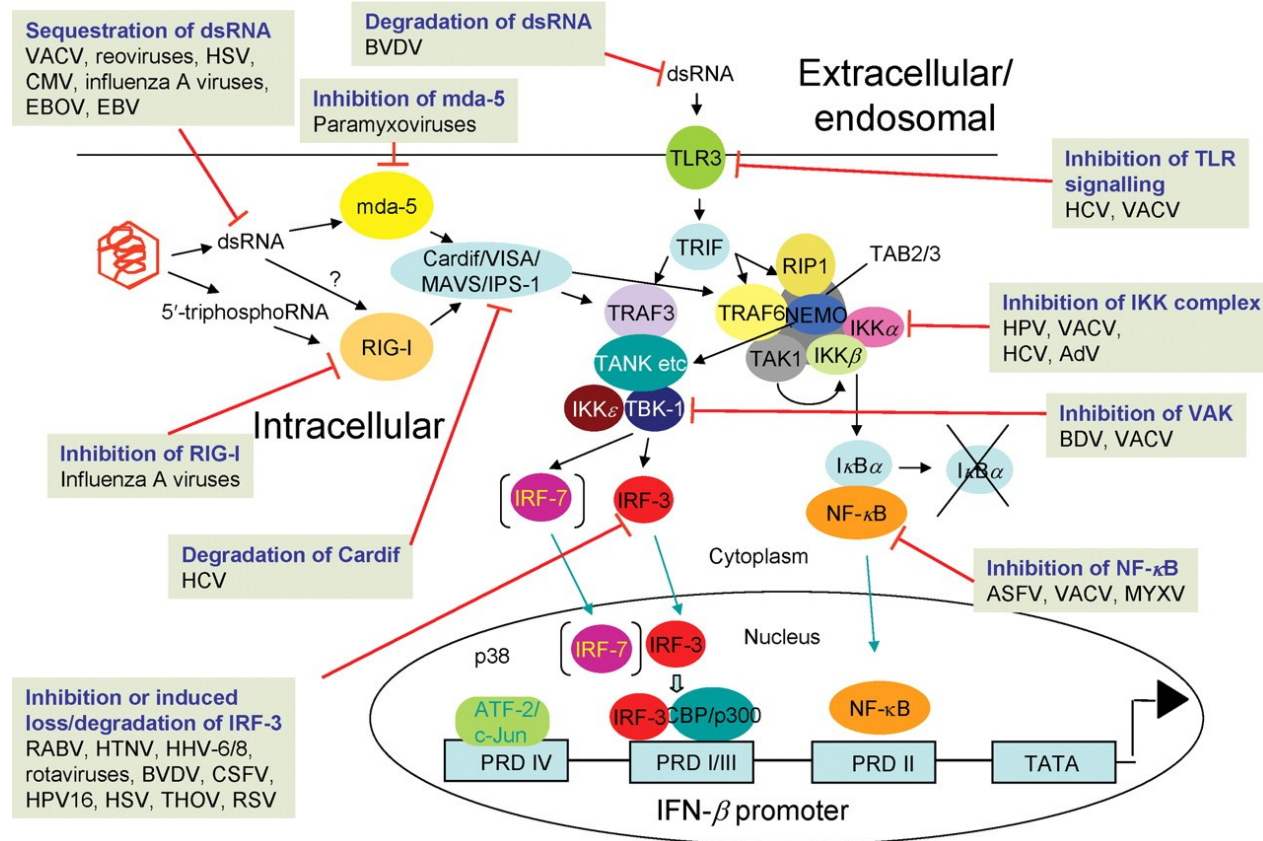 Sequestration of dsRNA
VACV, reoviruses, HSV,
CMV, influenza A viruses,
EBOV, EBV
Degradation of dsRNA
BVDV
Inhibition of mda-5
Paramyxoviruses
dsRNA
Extracellular/
endosomal
TLR3
Inhibition of TLR
signalling
HCV, VACV
mda-5
dsRNA
?
5′-triphosphoRNA
Cardif/VISA/
MAVS/IPS-1
RIG-I
TRIF
RIP1
TAB2/3
TRAF3
TRAF6
NEMO
IKKα
TANK etc
TAK1
IKKβ
Inhibition of IKK complex
HPV, VACV,
HCV, AdV
IKKε
TBK-1
Intracellular
Inhibition of VAK
BDV, VACV
Inhibition of RIG-I
Influenza A viruses
IκBα
IκBα
IRF-7
IRF-3
NF-κB
Degradation of Cardif
HCV
Cytoplasm
Inhibition of NF-κB
ASFV, VACV, MYXV
Nucleus
p38
IRF-7
IRF-3
Inhibition or induced
loss/degradation of IRF-3
RABV, HTNV, HHV-6/8,
rotaviruses, BVDV, CSFV,
HPV16, HSV, THOV, RSV
ATF-2/
c-Jun
IRF-3
CBP/p300
NF-κB
PRD IV
PRD I/III
PRD II
TATA
IFN-β promoter